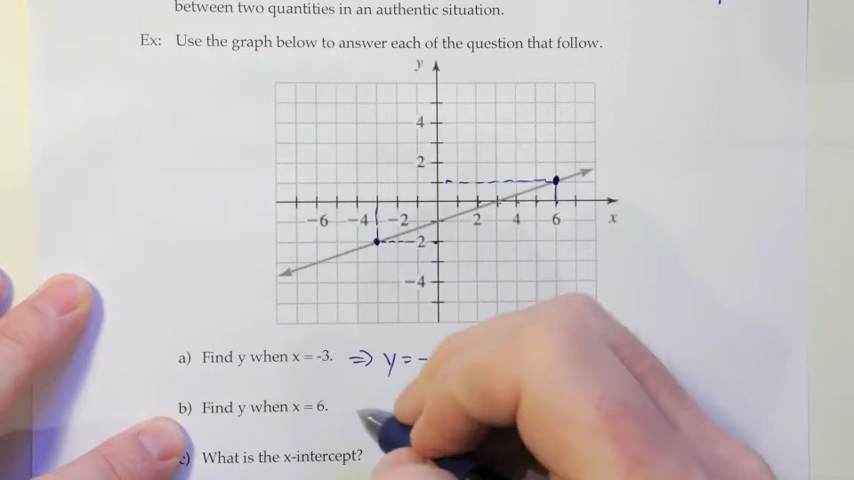 between two quantities in an authentic situation.
Ex: Use the graph below to answer each of the question that follow.
y
4
2
-6 -4 -2 2 4 6 x
-2
-4
a) Find y when x = -3. ⇒ y = -
b) Find y when x = 6.
c) What is the x-intercept?